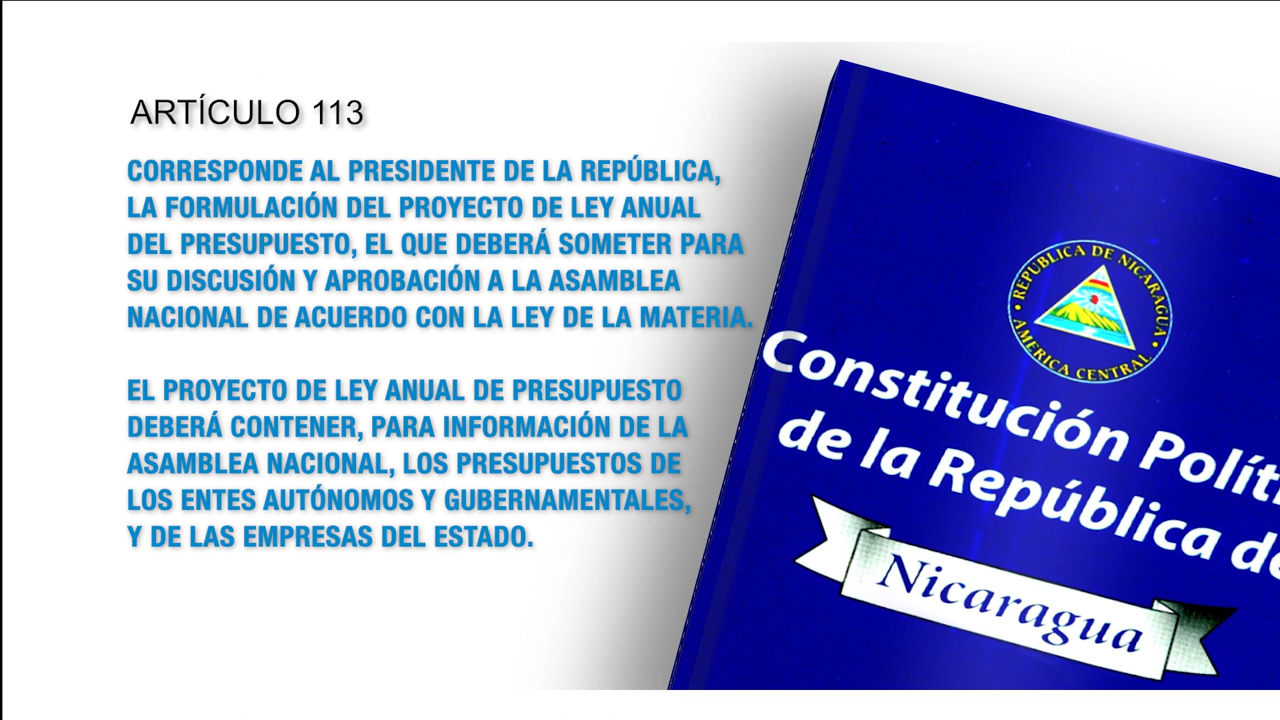 ARTÍCULO 113
CORRESPONDE AL PRESIDENTE DE LA REPÚBLICA,
LA FORMULACIÓN DEL PROYECTO DE LEY ANUAL
DEL PRESUPUESTO, EL QUE DEBERÁ SOMETER PARA
SU DISCUSIÓN Y APROBACIÓN A LA ASAMBLEA
NACIONAL DE ACUERDO CON LA LEY DE LA MATERIA.
EL PROYECTO DE LEY ANUAL DE PRESUPUESTO
DEBERÁ CONTENER, PARA INFORMACIÓN DE LA
ASAMBLEA NACIONAL, LOS PRESUPUESTOS DE
LOS ENTES AUTÓNOMOS Y GUBERNAMENTALES,
Y DE LAS EMPRESAS DEL ESTADO.
REPÚBLICA DE NICARAGUA
AMERICA CENTRAL
Constitución Polít
de la República de
Nicaragua